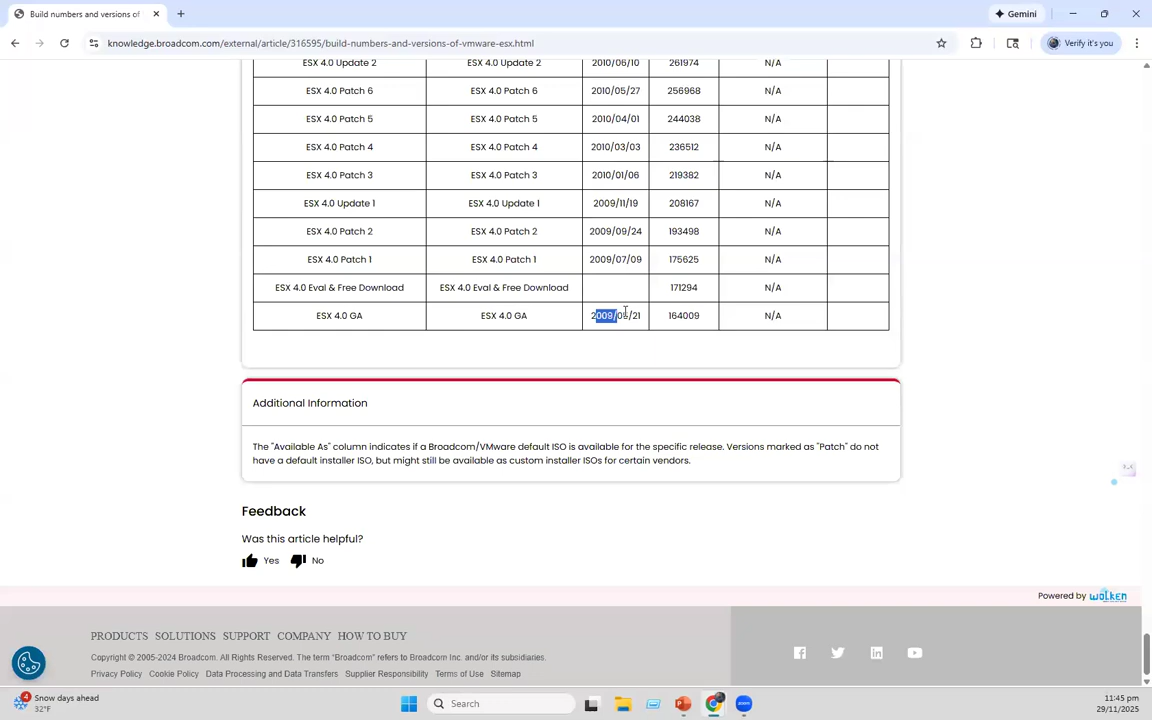 Build numbers and versions of
Gemini
knowledge.broadcom.com/external/article/316595/build-numbers-and-versions-of-vmware-esx.html
Verify it's you
ESX 4.0 Update 2 ESX 4.0 Update 2 2010/06/10 261974 N/A
ESX 4.0 Patch 6 ESX 4.0 Patch 6 2010/05/27 256968 N/A
ESX 4.0 Patch 5 ESX 4.0 Patch 5 2010/04/01 244038 N/A
ESX 4.0 Patch 4 ESX 4.0 Patch 4 2010/03/03 236512 N/A
ESX 4.0 Patch 3 ESX 4.0 Patch 3 2010/01/06 219382 N/A
ESX 4.0 Update 1 ESX 4.0 Update 1 2009/11/19 208167 N/A
ESX 4.0 Patch 2 ESX 4.0 Patch 2 2009/09/24 193498 N/A
ESX 4.0 Patch 1 ESX 4.0 Patch 1 2009/07/09 175625 N/A
ESX 4.0 Eval & Free Download ESX 4.0 Eval & Free Download 171294 N/A
ESX 4.0 GA ESX 4.0 GA 164009 N/A
Additional Information
The "Available As" column indicates if a Broadcom/VMware default ISO is available for the specific release. Versions marked as "Patch" do not
have a default installer ISO, but might still be available as custom installer ISOs for certain vendors.
Feedback
Was this article helpful?
Yes No
Powered by wolken
PRODUCTS SOLUTIONS SUPPORT COMPANY HOW TO BUY
Copyright © 2005-2024 Broadcom. All Rights Reserved. The term “Broadcom” refers to Broadcom Inc. and/or its subsidiaries.
Privacy Policy Cookie Policy Data Processing and Data Transfers Supplier Responsibility Terms of Use Sitemap
4
Snow days ahead
32°F
Search
zoom
11:45 pm
29/11/2025